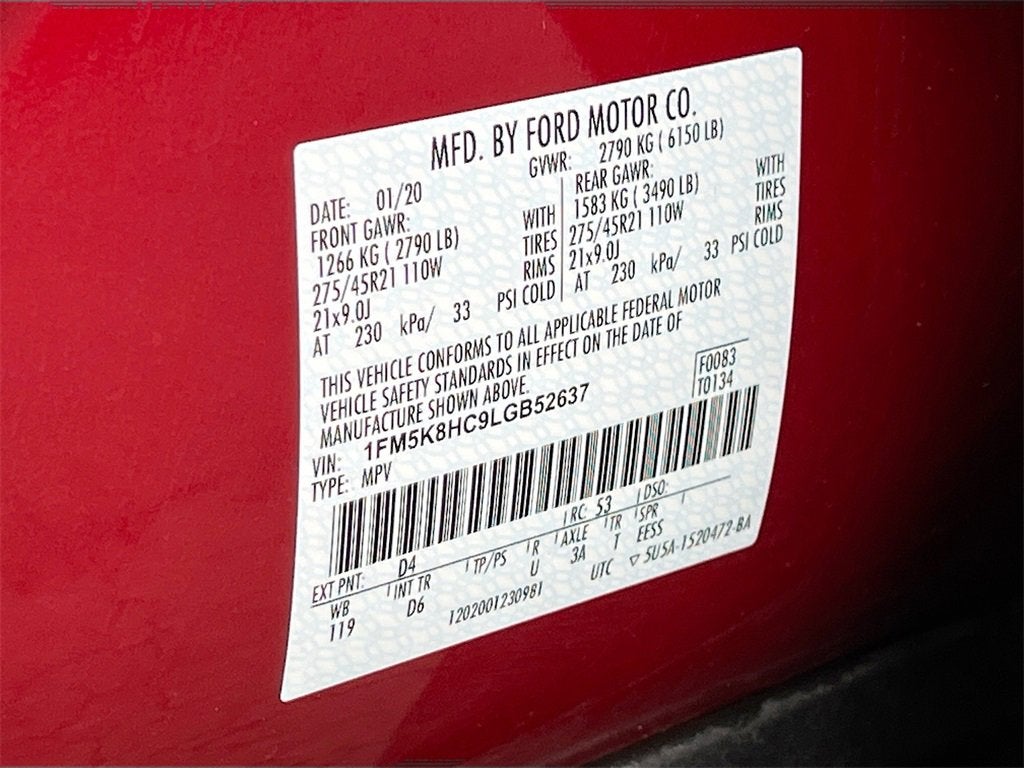 MFD. BY FORD MOTOR CO.
DATE: 01/20 GVWR: 2790 KG ( 6150 LB)
FRONT GAWR:
1266 KG ( 2790 LB) WITH
275/45R21 110W TIRES
21x9.0J RIMS
AT 230 kPa/ 33 PSI COLD
REAR GAWR: WITH
1583 KG ( 3490 LB) TIRES
275/45R21 110W RIMS
21x9.0J
AT 230 kPa/ 33 PSI COLD
THIS VEHICLE CONFORMS TO ALL APPLICABLE FEDERAL MOTOR
VEHICLE SAFETY STANDARDS IN EFFECT ON THE DATE OF
MANUFACTURE SHOWN ABOVE.
F0083
T0134
VIN: 1FM5K8HC9LGB52637
TYPE: MPV
EXT PNT: D4 RC: 53 DSO:
WB INT TR TP/PS R AXLE TR SPR
119 D6 U 3A T EESS
1202001230981 UTC ▽ 5U5A-1520472-BA